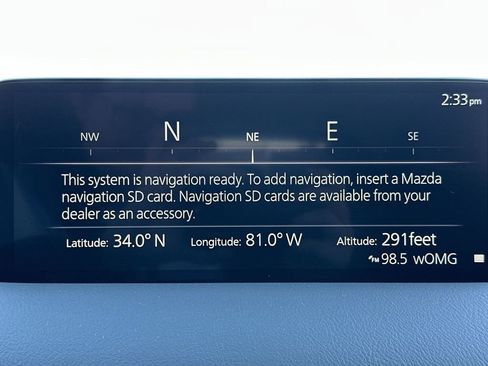 2:33pm
NW N NE E SE
This system is navigation ready. To add navigation, insert a Mazda
navigation SD card. Navigation SD cards are available from your
dealer as an accessory.
Latitude: 34.0° N Longitude: 81.0° W Altitude: 291feet
FM 98.5 wOMG